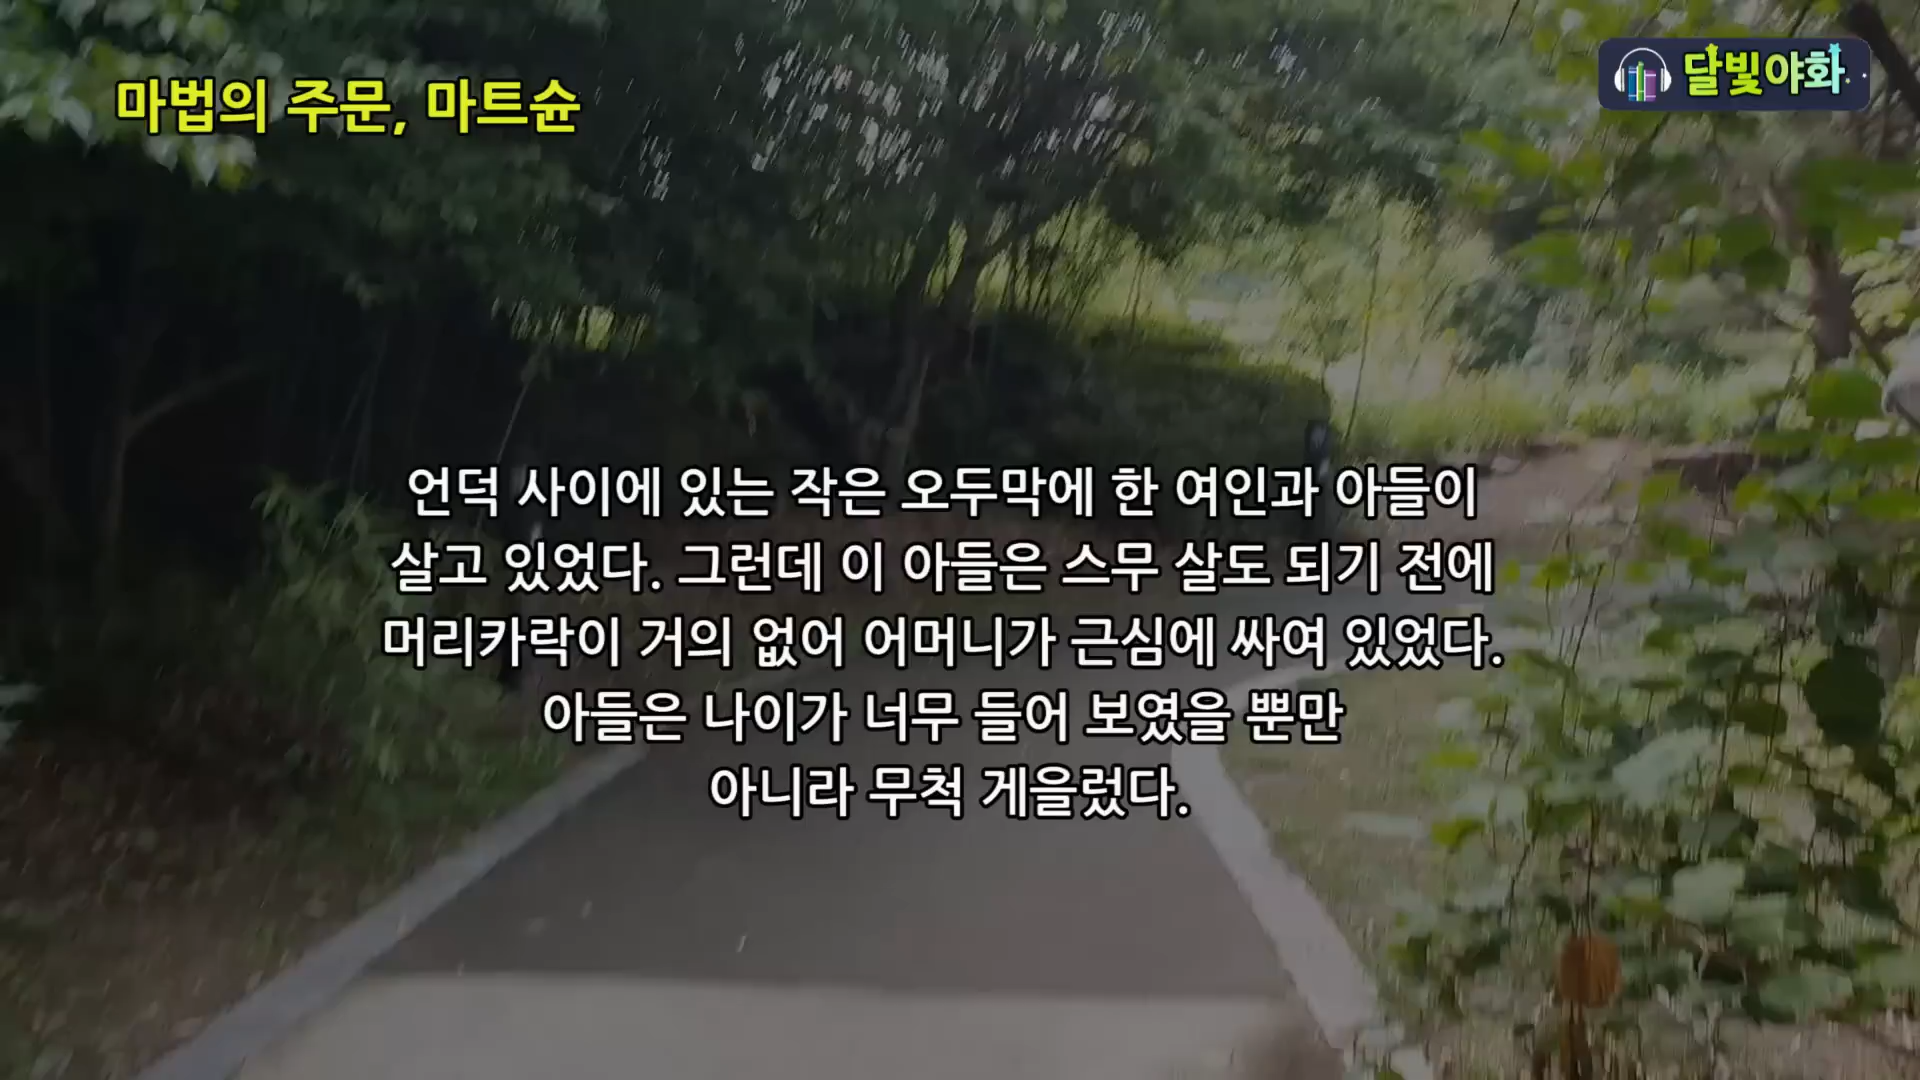 마법의 주문, 마트슌
달빛야화
언덕 사이에 있는 작은 오두막에 한 여인과 아들이
살고 있었다. 그런데 이 아들은 스무 살도 되기 전에
머리카락이 거의 없어 어머니가 근심에 싸여 있었다.
아들은 나이가 너무 들어 보였을 뿐만
아니라 무척 게을렀다.